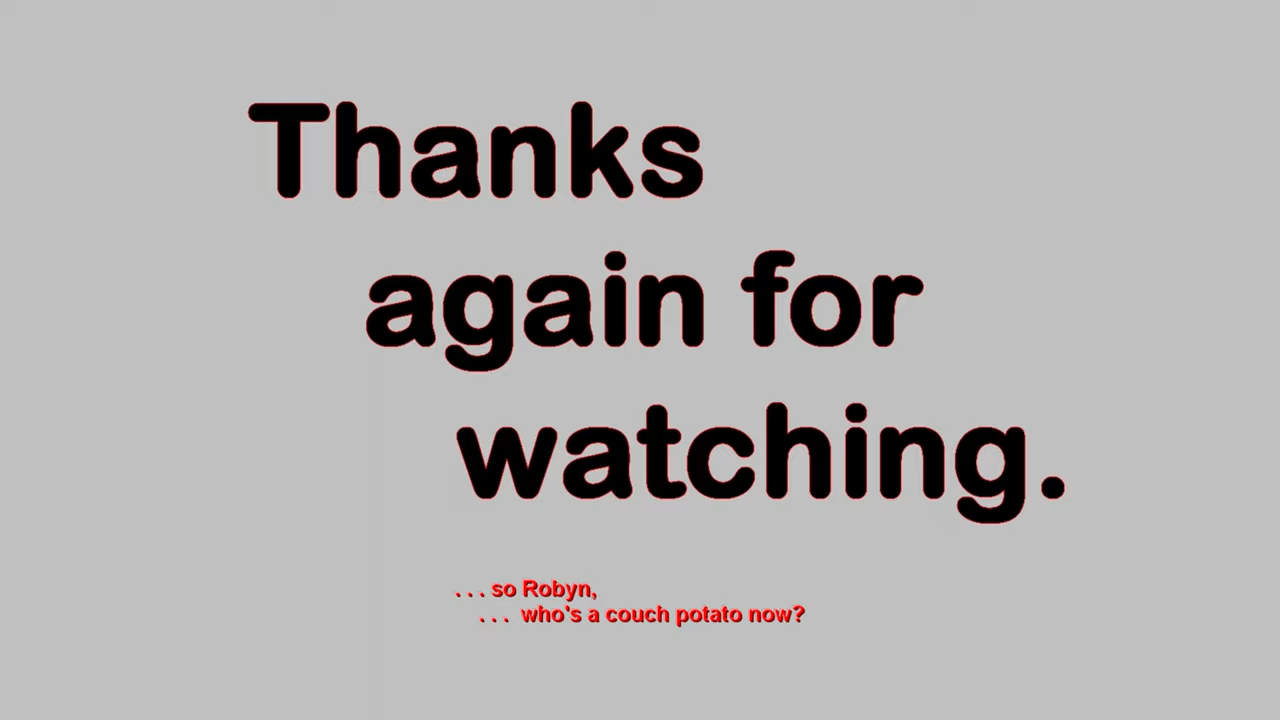 Thanks
again for
watching.
. . . so Robyn,
. . . who's a couch potato now?